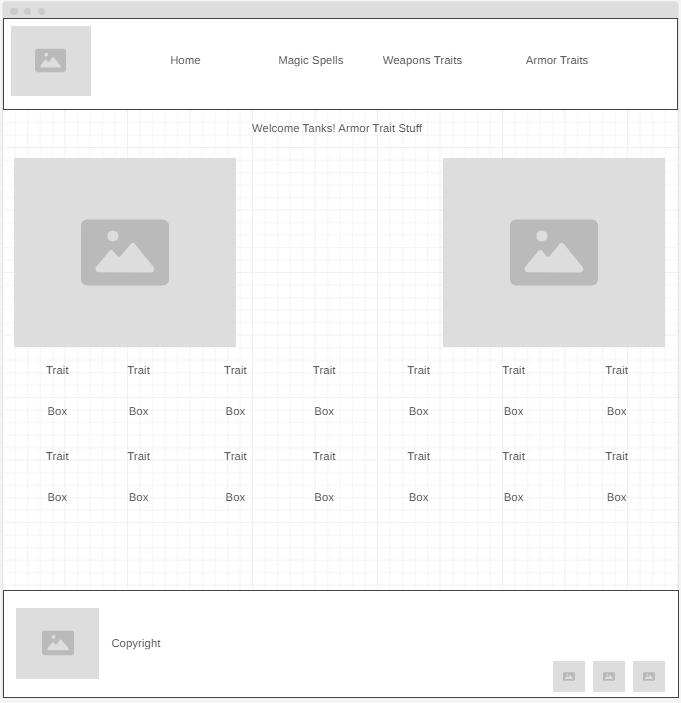 Home Magic Spells Weapons Traits Armor Traits
Welcome Tanks! Armor Trait Stuff
Trait Trait Trait Trait Trait Trait Trait
Box Box Box Box Box Box Box
Trait Trait Trait Trait Trait Trait Trait
Box Box Box Box Box Box Box
Copyright